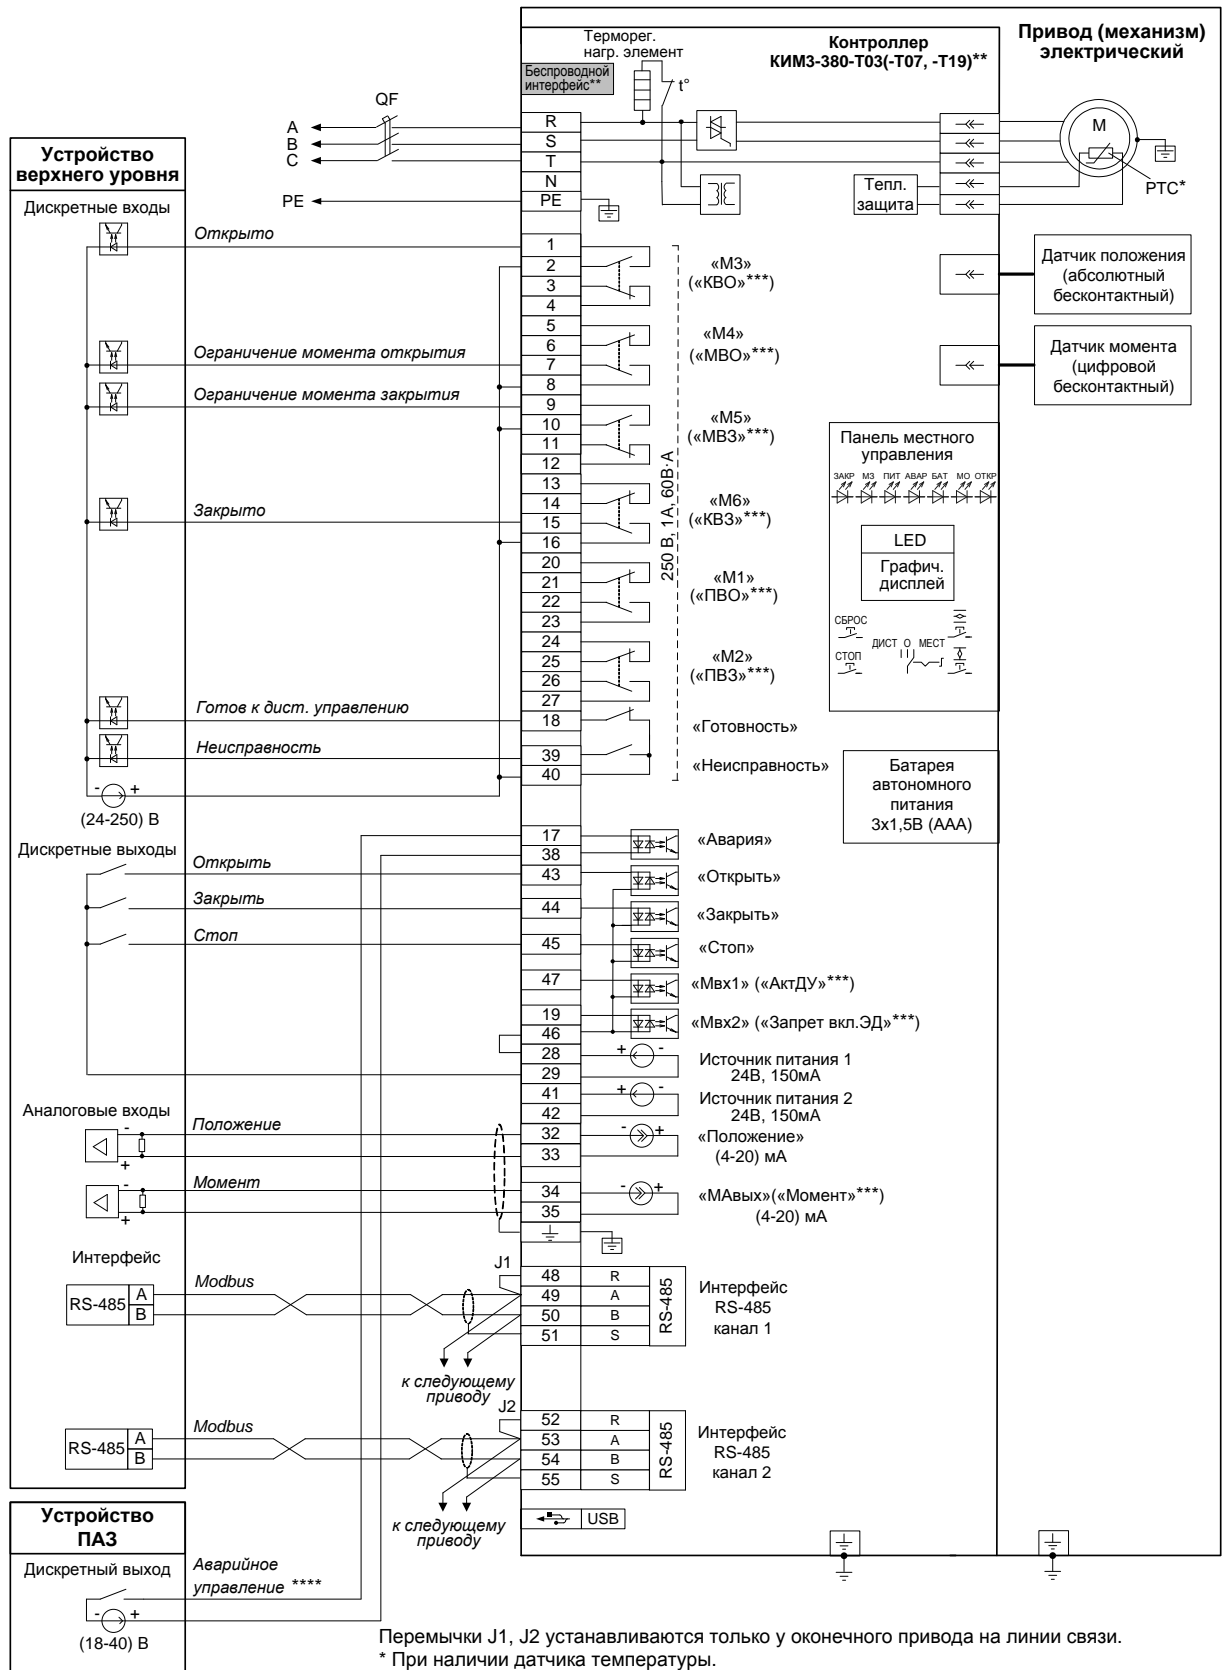 Привод (механизм)
электрический
Контроллер
КИМ3-380-Т03(-Т07, -Т19)**
Терморег.
нагр. элемент
Беспроводной
интерфейс**
t°
QF
A
B
C
PE
R
S
T
N
PE
M
PTC*
Тепл.
защита
Устройство
верхнего уровня
Дискретные входы
Открыто
1
2
3
4
«М3»
(«КВО»***)
Датчик положения
(абсолютный
бесконтактный)
5
6
7
8
Ограничение момента открытия
«М4»
(«МВО»***)
Датчик момента
(цифровой
бесконтактный)
Ограничение момента закрытия
9
10
11
12
«М5»
(«МВЗ»***)
13
14
15
16
Закрыто
«М6»
(«КВЗ»***)
20
21
22
23
«М1»
(«ПВО»***)
24
25
26
27
«М2»
(«ПВЗ»***)
250 В, 1А, 60В·А
Панель местного
управления
ЗАКР МЗ ПИТ АВАР БАТ МО ОТКР
LED
Графич.
дисплей
СБРОС
СТОП
ДИСТ О МЕСТ
Готов к дист. управлению
18
«Готовность»
Неисправность
39
40
«Неисправность»
- +
(24-250) В
Батарея
автономного
питания
3х1,5В (ААА)
Дискретные выходы
17
38
«Авария»
Открыть
43
«Открыть»
Закрыть
44
«Закрыть»
Стоп
45
«Стоп»
47
«Мвх1» («АктДУ»***)
19
46
«Мвх2» («Запрет вкл.ЭД»***)
28
29
+ -
Источник питания 1
24В, 150мА
41
42
+ -
Источник питания 2
24В, 150мА
Аналоговые входы
- +
Положение
32
33
- +
«Положение»
(4-20) мА
- +
Момент
34
35
- +
«МАвых»(«Момент»***)
(4-20) мА
Интерфейс
RS-485
A
B
Modbus
J1
48 R
49 A
50 B
51 S
RS-485
Интерфейс
RS-485
канал 1
к следующему
приводу
RS-485
A
B
Modbus
J2
52 R
53 A
54 B
55 S
RS-485
Интерфейс
RS-485
канал 2
к следующему
приводу
USB
Устройство
ПАЗ
Дискретный выход
Аварийное
управление ****
- +
(18-40) В
Перемычки J1, J2 устанавливаются только у оконечного привода на линии связи.
* При наличии датчика температуры.